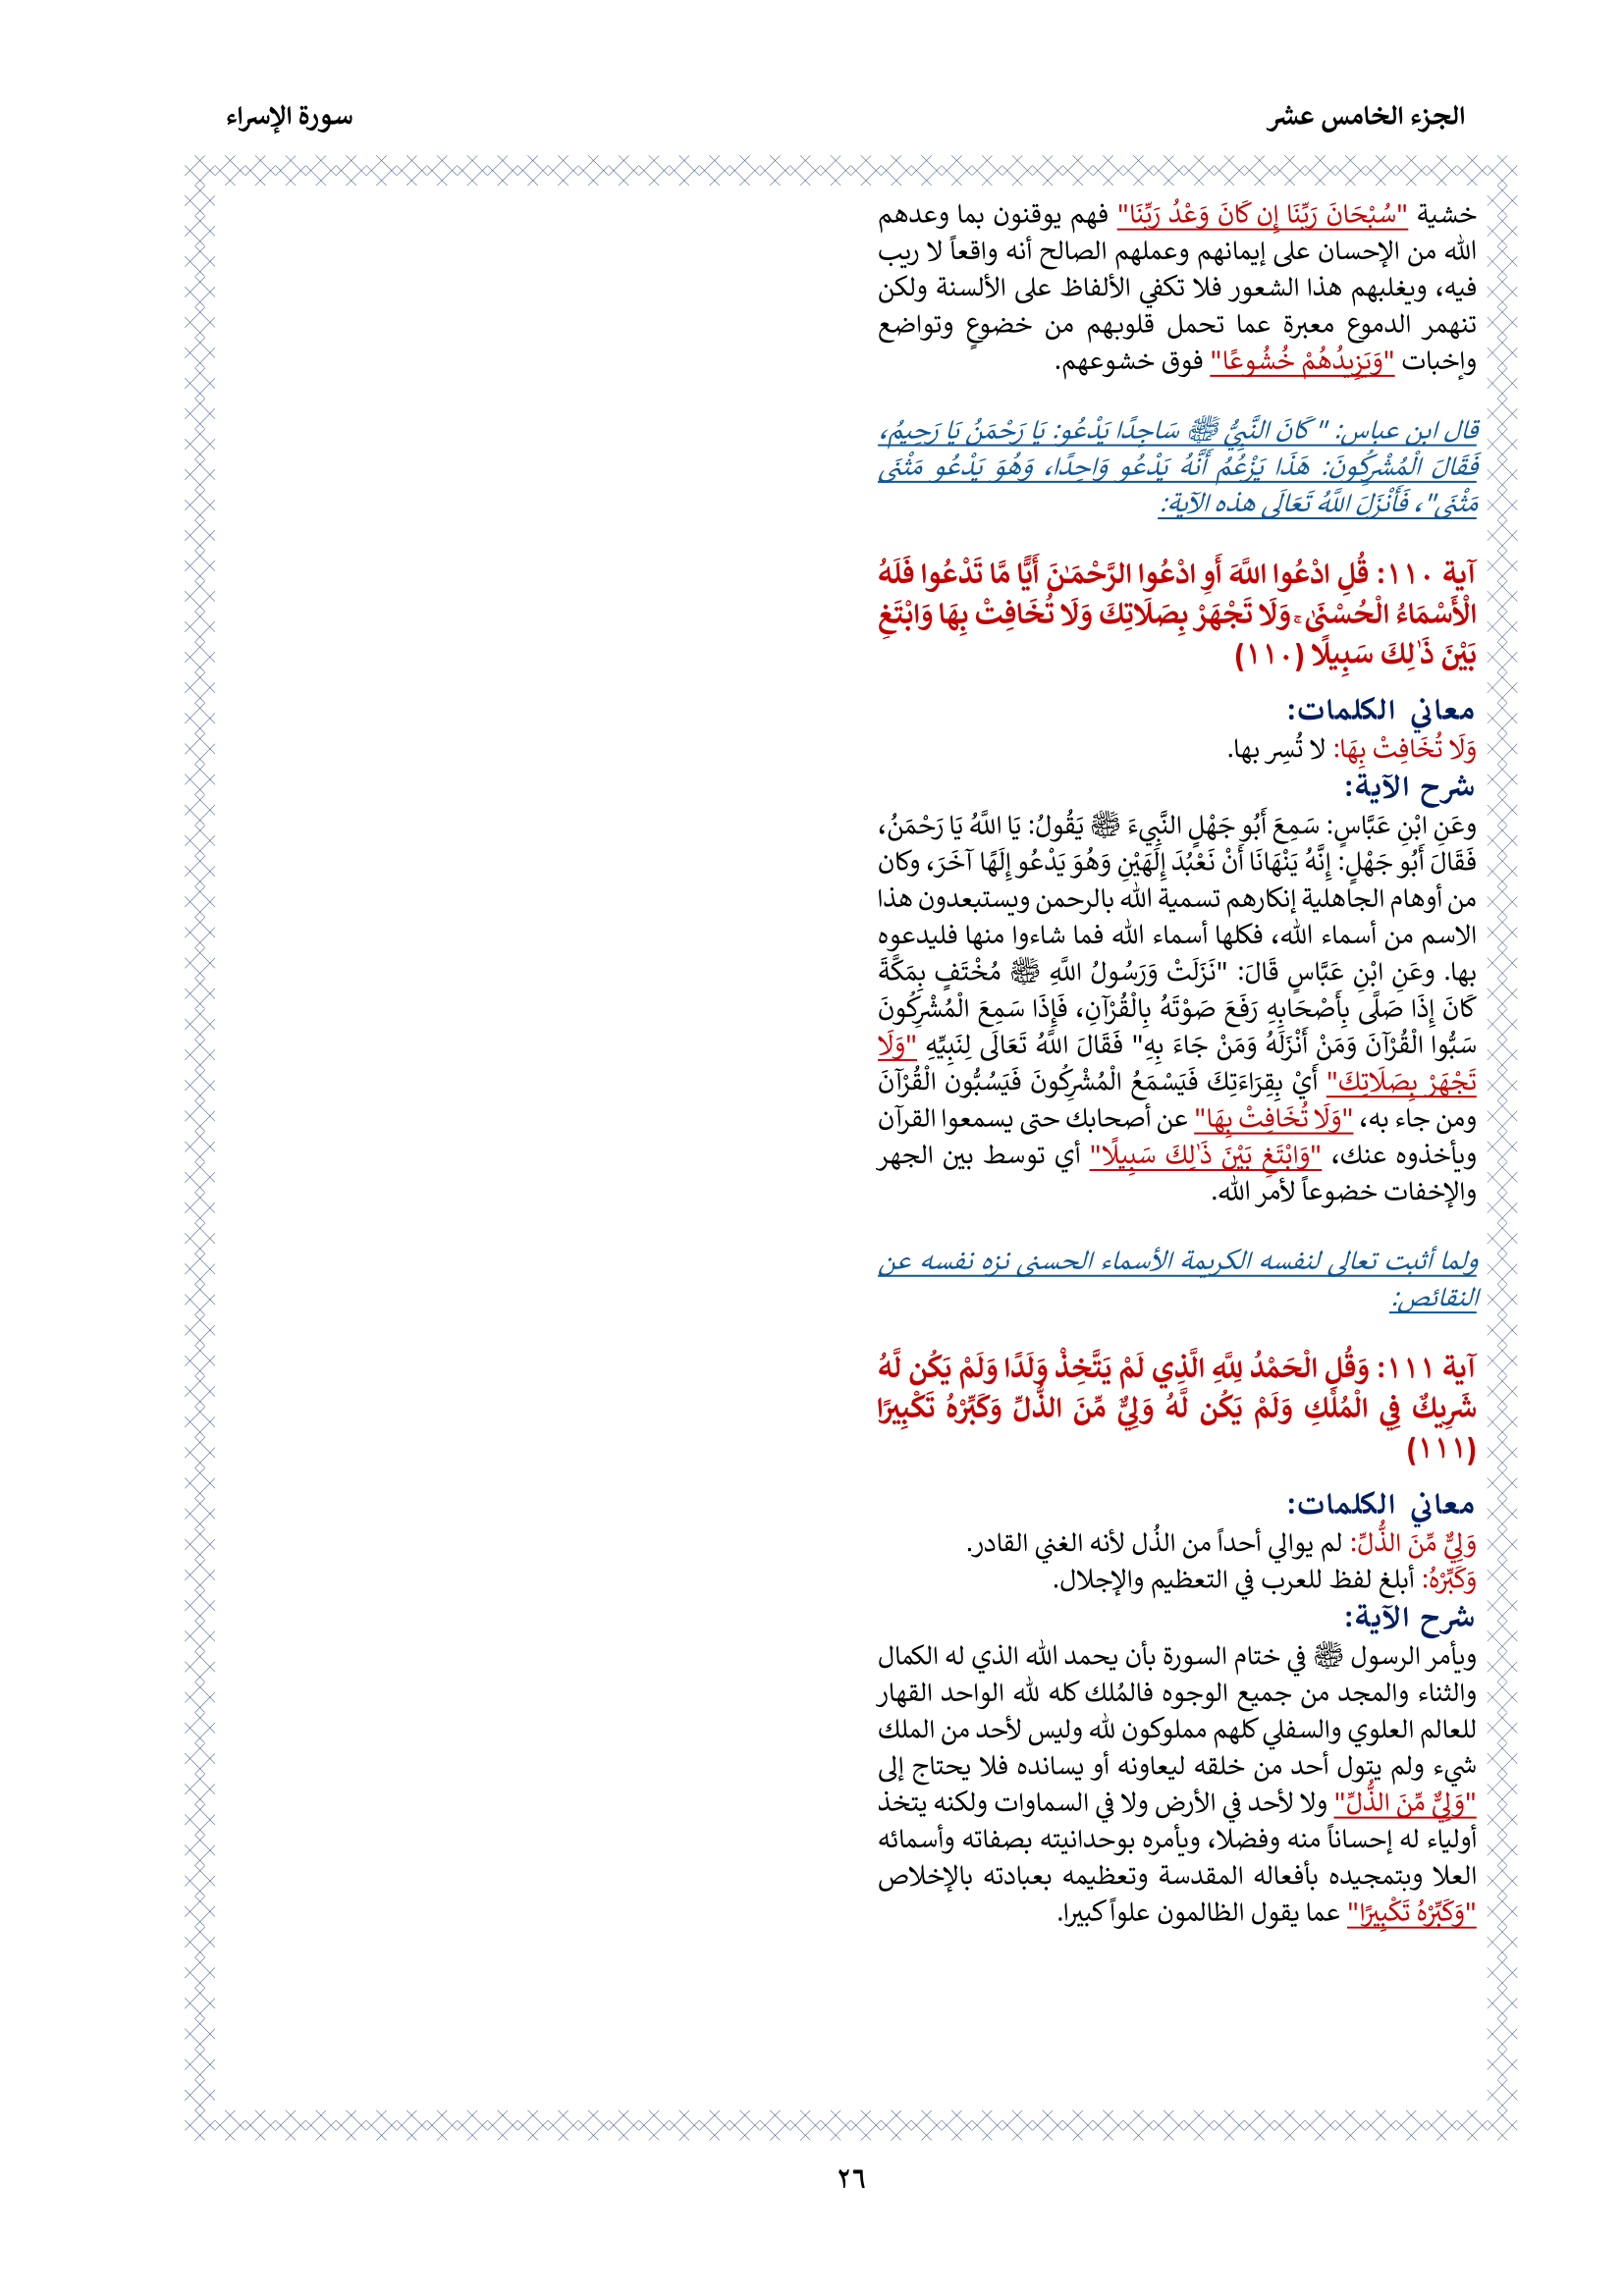 الجزء الخامس عشر
سورة الإسراء
خشية "سُبْحَانَ رَبِّنَا إِن كَانَ وَعْدُ رَبِّنَا" فهم يوقنون بما وعدهم
الله من الإحسان على إيمانهم وعملهم الصالح أنه واقعاً لا ريب
فيه، ويغلبهم هذا الشعور فلا تكفي الألفاظ على الألسنة ولكن
تنهمر الدموع معبرة عما تحمل قلوبهم من خضوعٍ وتواضع
وإخبات "وَيَزِيدُهُمْ خُشُوعًا" فوق خشوعهم.
قال ابن عباس: "كَانَ النَّبِيُّ ﷺ سَاجِدًا يَدْعُو: يَا رَحْمَنُ يَا رَحِيمُ،
فَقَالَ الْمُشْرِكُونَ: هَذَا يَزْعُمُ أَنَّهُ يَدْعُو وَاحِدًا، وَهُوَ يَدْعُو مَثْنَى
مَثْنَى"، فَأَنْزَلَ اللَّهُ تَعَالَى هذه الآية:
آية ١١٠: قُلِ ادْعُوا اللَّهَ أَوِ ادْعُوا الرَّحْمَـٰنَ أَيًّا مَّا تَدْعُوا فَلَهُ
الْأَسْمَاءُ الْحُسْنَىٰ ۚ وَلَا تَجْهَرْ بِصَلَاتِكَ وَلَا تُخَافِتْ بِهَا وَابْتَغِ
بَيْنَ ذَٰلِكَ سَبِيلًا (١١٠)
معاني الكلمات:
وَلَا تُخَافِتْ بِهَا: لا تُسِر بها.
شرح الآية:
وعَنِ ابْنِ عَبَّاسٍ: سَمِعَ أَبُو جَهْلٍ النَّبِيءَ ﷺ يَقُولُ: يَا اللَّهُ يَا رَحْمَنُ،
فَقَالَ أَبُو جَهْلٍ: إِنَّهُ يَنْهَانَا أَنْ نَعْبُدَ إِلَهَيْنِ وَهُوَ يَدْعُو إِلَهًا آخَرَ، وكان
من أوهام الجاهلية إنكارهم تسمية الله بالرحمن ويستبعدون هذا
الاسم من أسماء الله، فكلها أسماء الله فما شاءوا منها فليدعوه
بها. وعَنِ ابْنِ عَبَّاسٍ قَالَ: "نَزَلَتْ وَرَسُولُ اللَّهِ ﷺ مُخْتَفٍ بِمَكَّةَ
كَانَ إِذَا صَلَّى بِأَصْحَابِهِ رَفَعَ صَوْتَهُ بِالْقُرْآنِ، فَإِذَا سَمِعَ الْمُشْرِكُونَ
سَبُّوا الْقُرْآنَ وَمَنْ أَنْزَلَهُ وَمَنْ جَاءَ بِهِ" فَقَالَ اللَّهُ تَعَالَى لِنَبِيِّهِ "وَلَا
تَجْهَرْ بِصَلَاتِكَ" أَيْ بِقِرَاءَتِكَ فَيَسْمَعُ الْمُشْرِكُونَ فَيَسُبُّون الْقُرْآنَ
ومن جاء به، "وَلَا تُخَافِتْ بِهَا" عن أصحابك حتى يسمعوا القرآن
ويأخذوه عنك، "وَابْتَغِ بَيْنَ ذَٰلِكَ سَبِيلًا" أي توسط بين الجهر
والإخفات خضوعاً لأمر الله.
ولما أثبت تعالى لنفسه الكريمة الأسماء الحسنى نزه نفسه عن
النقائص:
آية ١١١: وَقُلِ الْحَمْدُ لِلَّهِ الَّذِي لَمْ يَتَّخِذْ وَلَدًا وَلَمْ يَكُن لَّهُ
شَرِيكٌ فِي الْمُلْكِ وَلَمْ يَكُن لَّهُ وَلِيٌّ مِّنَ الذُّلِّ وَكَبِّرْهُ تَكْبِيرًا
(١١١)
معاني الكلمات:
وَلِيٌّ مِّنَ الذُّلِّ: لم يوالي أحداً من الذُل لأنه الغني القادر.
وَكَبِّرْهُ: أبلغ لفظ للعرب في التعظيم والإجلال.
شرح الآية:
ويأمر الرسول ﷺ في ختام السورة بأن يحمد الله الذي له الكمال
والثناء والمجد من جميع الوجوه فالمُلك كله لله الواحد القهار
للعالم العلوي والسفلي كلهم مملوكون لله وليس لأحد من الملك
شيء ولم يتول أحد من خلقه ليعاونه أو يسانده فلا يحتاج إلى
"وَلِيٌّ مِّنَ الذُّلِّ" ولا لأحد في الأرض ولا في السماوات ولكنه يتخذ
أولياء له إحساناً منه وفضلا، ويأمره بوحدانيته بصفاته وأسمائه
العلا وبتمجيده بأفعاله المقدسة وتعظيمه بعبادته بالإخلاص
"وَكَبِّرْهُ تَكْبِيرًا" عما يقول الظالمون علواً كبيرا.
٢٦